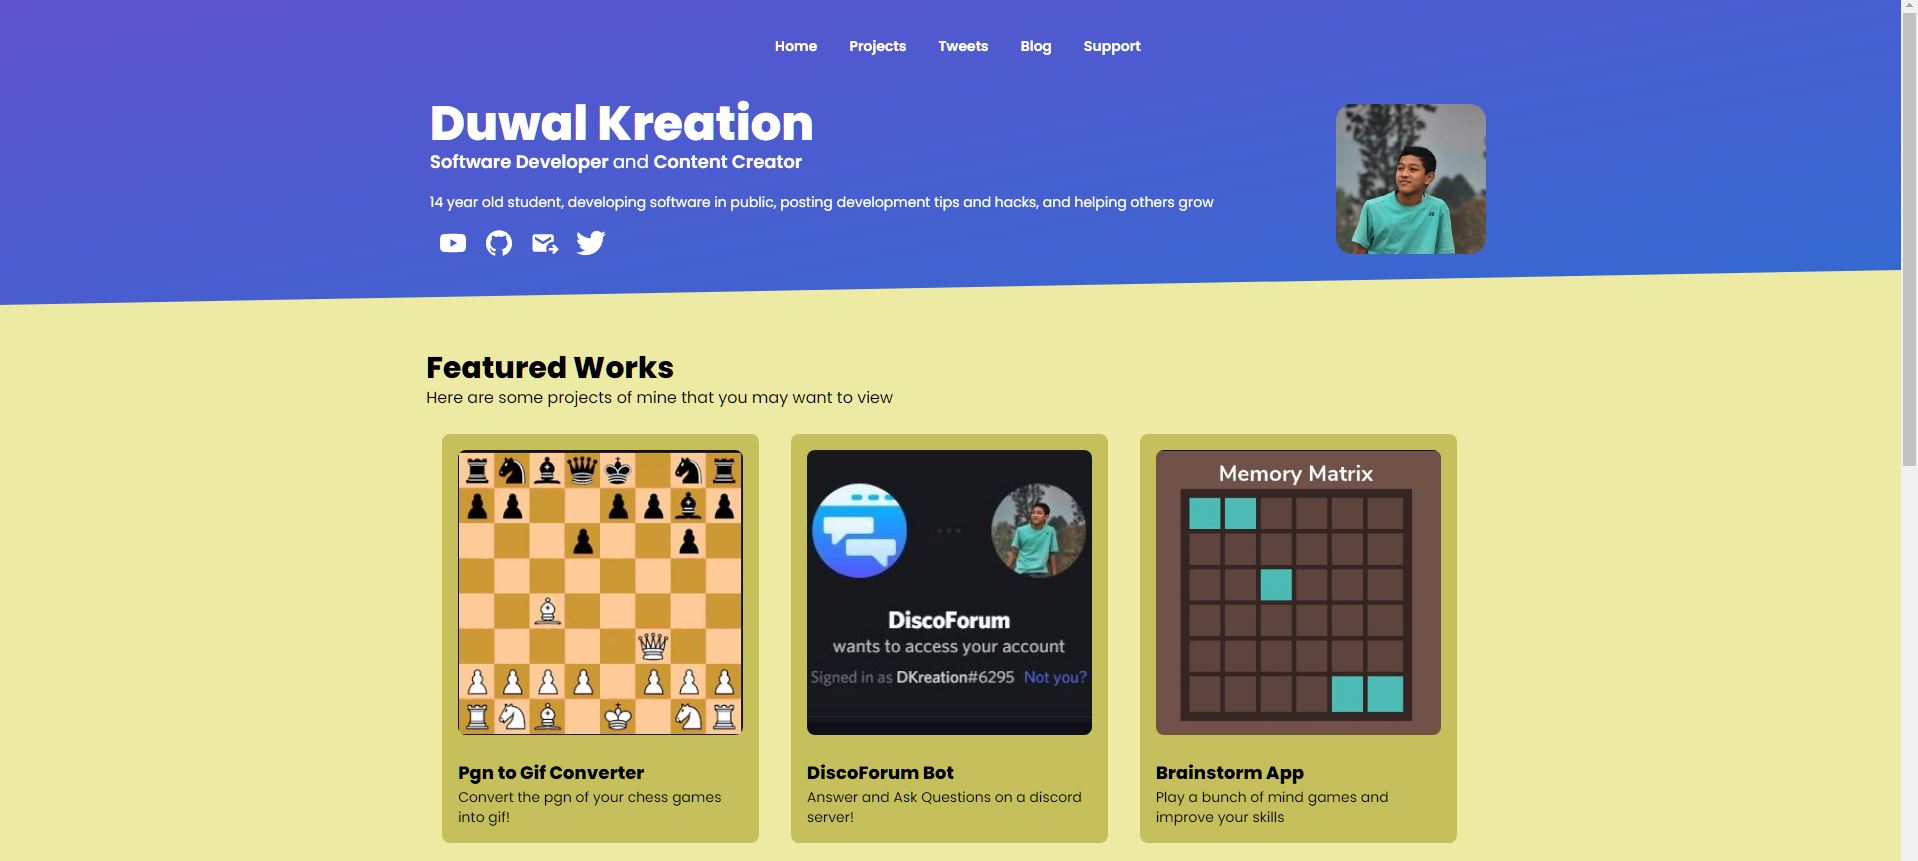 Home Projects Tweets Blog Support
Duwal Kreation
Software Developer and Content Creator
14 year old student, developing software in public, posting development tips and hacks, and helping others grow
Featured Works
Here are some projects of mine that you may want to view
DiscoForum
wants to access your account
Signed in as DKreation#6295 Not you?
Memory Matrix
Pgn to Gif Converter
Convert the pgn of your chess games
into gif!
DiscoForum Bot
Answer and Ask Questions on a discord
server!
Brainstorm App
Play a bunch of mind games and
improve your skills